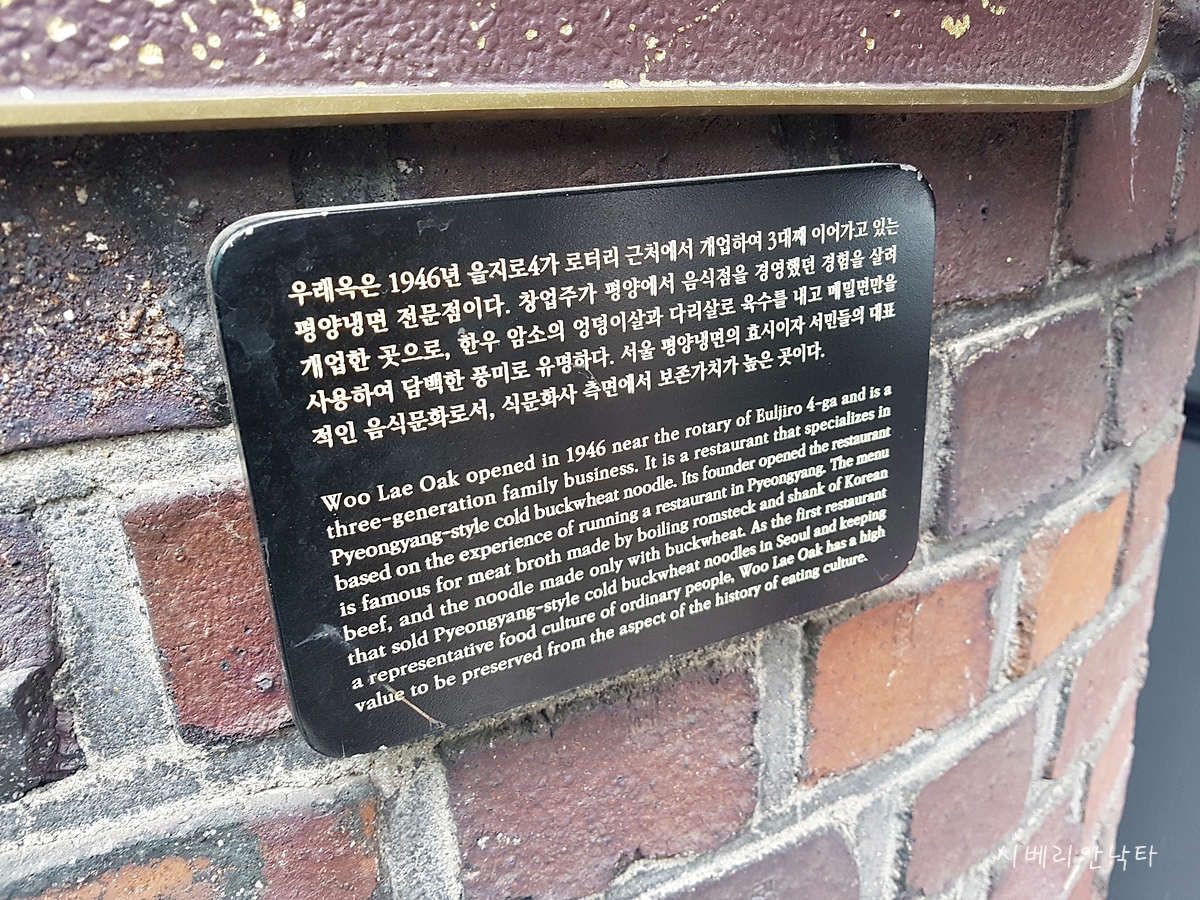 우래옥은 1946년 을지로4가 로터리 근처에서 개업하여 3대째 이어가고 있는
평양냉면 전문점이다. 창업주가 평양에서 음식점을 경영했던 경험을 살려
개업한 곳으로, 한우 암소의 엉덩이살과 다리살로 육수를 내고 메밀면만을
사용하여 담백한 풍미로 유명하다. 서울 평양냉면의 효시이자 서민들의 대표
적인 음식문화로서, 식문화사 측면에서 보존가치가 높은 곳이다.
Woo Lae Oak opened in 1946 near the rotary of Euljiro 4-ga and is a
three-generation family business. It is a restaurant that specializes in
Pyeongyang-style cold buckwheat noodle. Its founder opened the restaurant
based on the experience of running a restaurant in Pyeongyang. The menu
is famous for meat broth made by boiling romsteck and shank of Korean
beef, and the noodle made only with buckwheat. As the first restaurant
that sold Pyeongyang-style cold buckwheat noodles in Seoul and keeping
a representative food culture of ordinary people, Woo Lae Oak has a high
value to be preserved from the aspect of the history of eating culture.
시베리안낙타